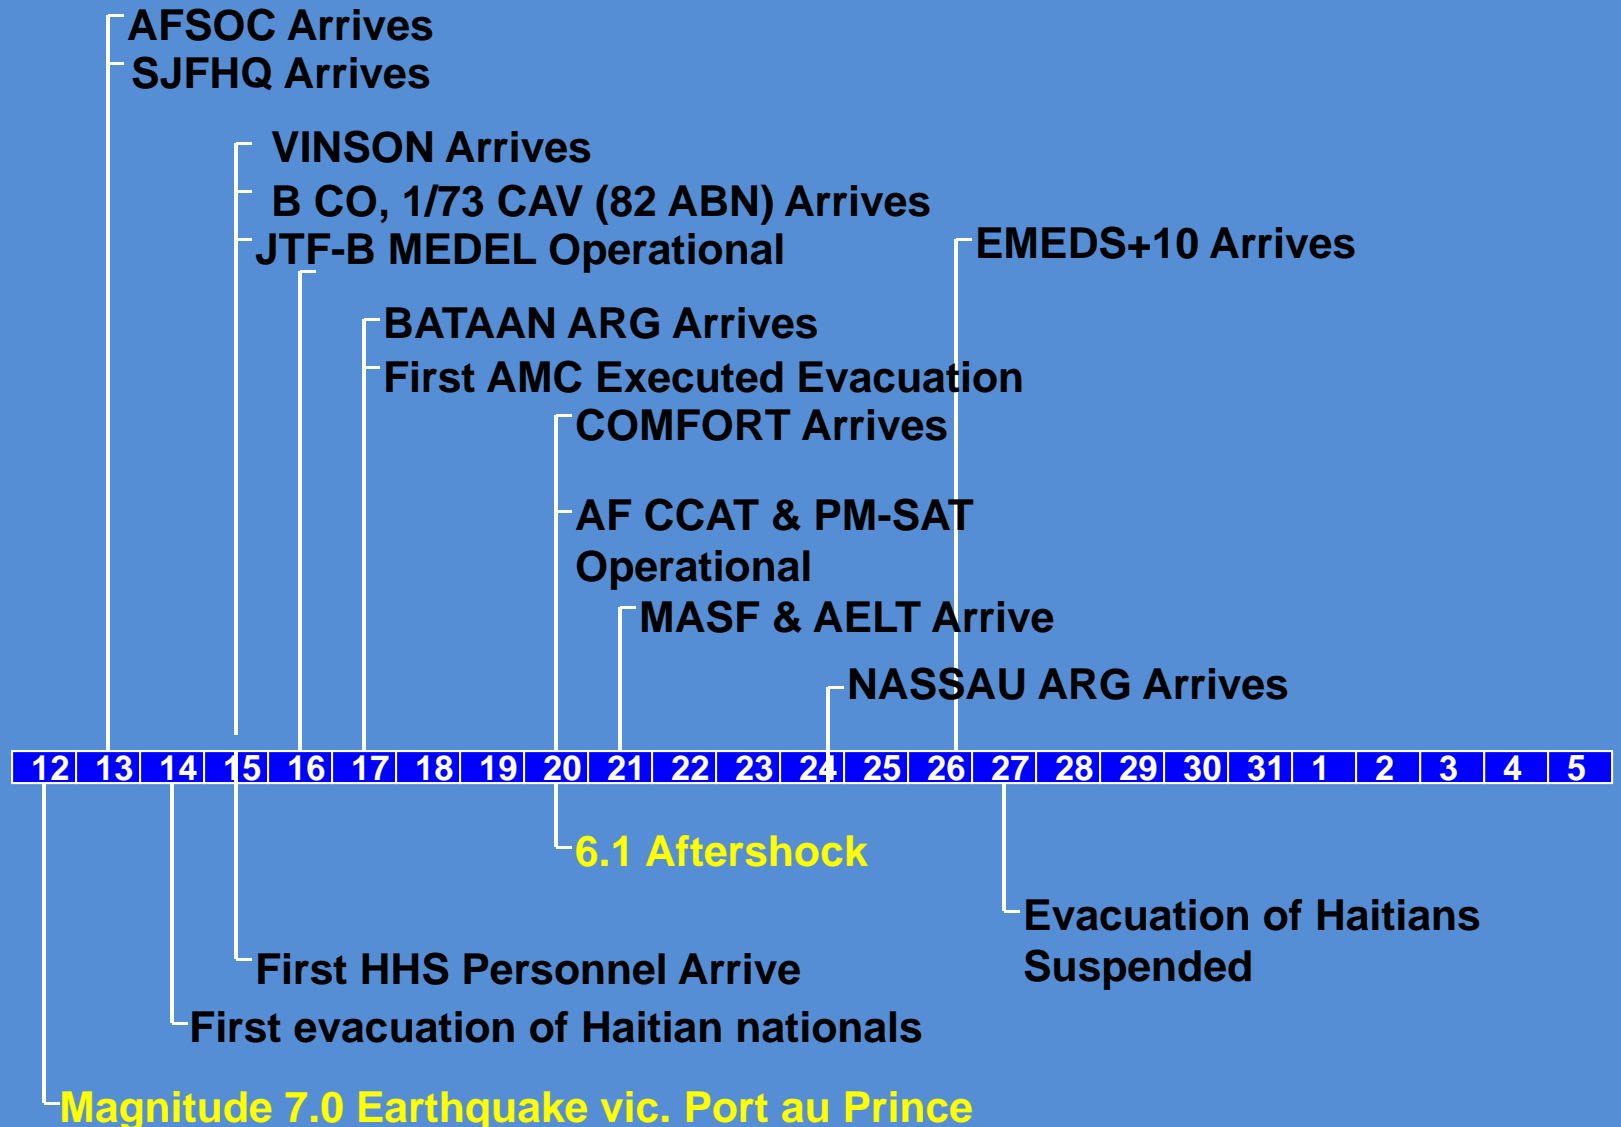 AFSOC Arrives
SJFHQ Arrives
VINSON Arrives
B CO, 1/73 CAV (82 ABN) Arrives
JTF-B MEDEL Operational
EMEDS+10 Arrives
BATAAN ARG Arrives
First AMC Executed Evacuation
COMFORT Arrives
AF CCAT & PM-SAT
Operational
MASF & AELT Arrive
NASSAU ARG Arrives
12 13 14 15 16 17 18 19 20 21 22 23 24 25 26 27 28 29 30 31 1 2 3 4 5
6.1 Aftershock
Evacuation of Haitians
Suspended
First HHS Personnel Arrive
First evacuation of Haitian nationals
Magnitude 7.0 Earthquake vic. Port au Prince